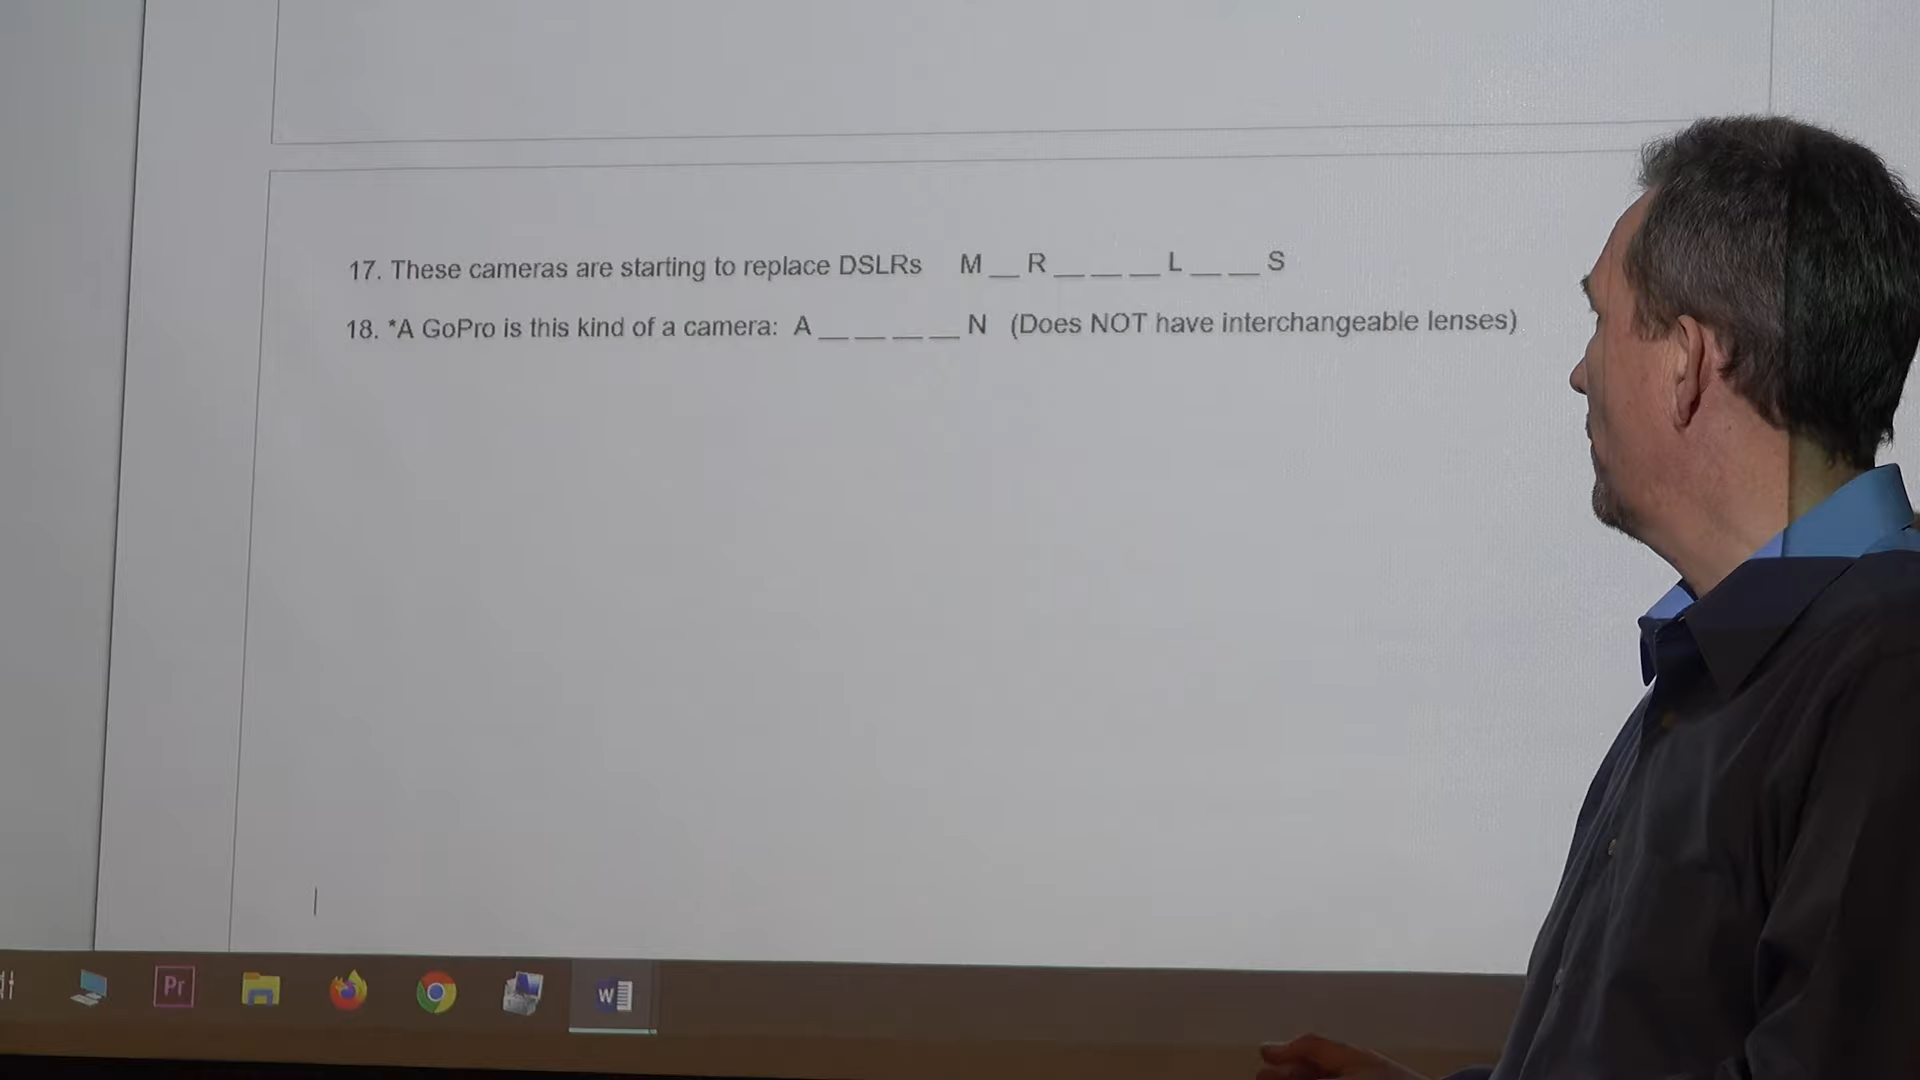 17. These cameras are starting to replace DSLRs M __ R __ __ __ L __ __ S
18. *A GoPro is this kind of a camera: A __ __ __ __ N (Does NOT have interchangeable lenses)
Pr
W